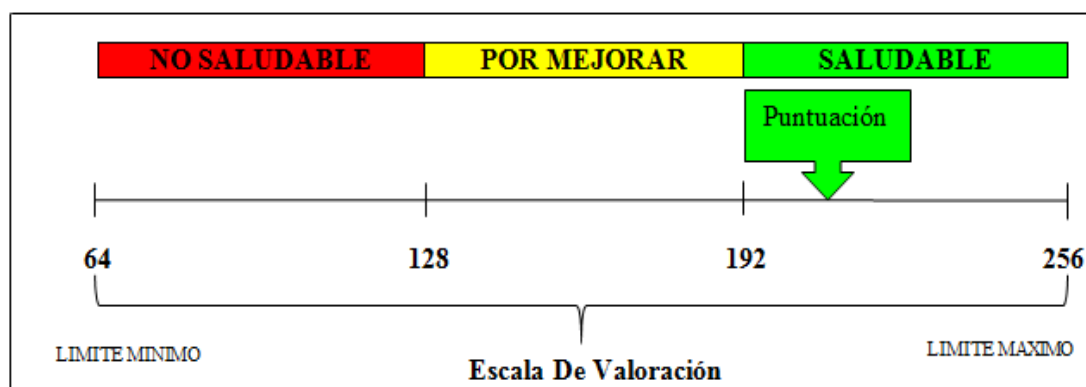 NO SALUDABLE POR MEJORAR SALUDABLE
Puntuación
64 128 192 256
LIMITE MINIMO LIMITE MAXIMO
Escala De Valoración